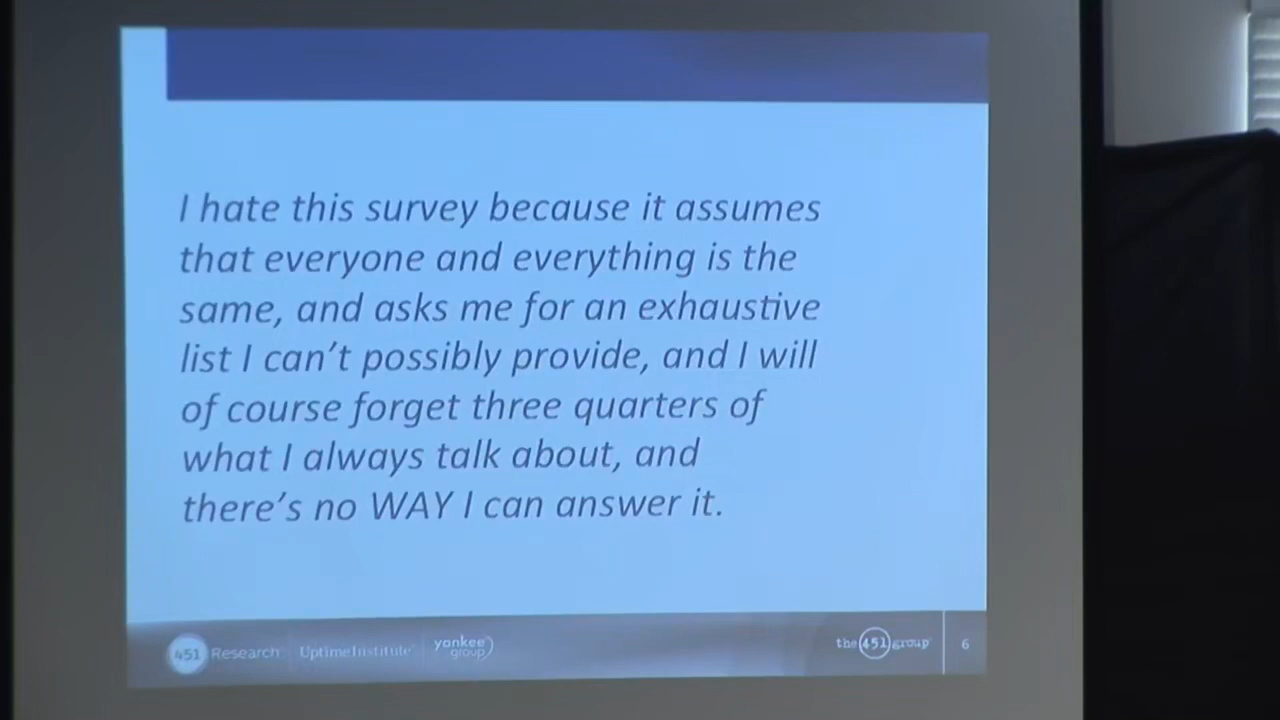 I hate this survey because it assumes
that everyone and everything is the
same, and asks me for an exhaustive
list I can't possibly provide, and I will
of course forget three quarters of
what I always talk about, and
there's no WAY I can answer it.
451 Research UptimeInstitute yankee group the 451 group 6